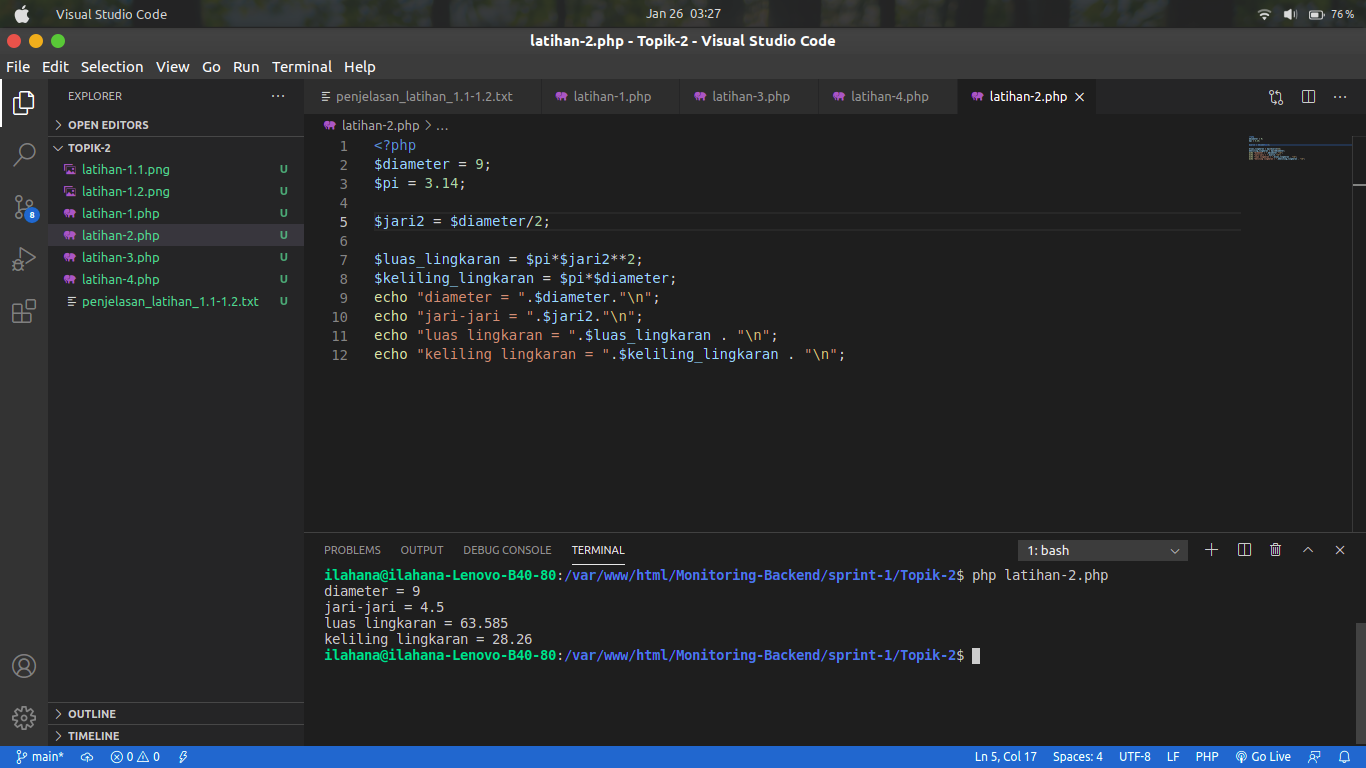 Visual Studio Code
Jan 26 03:27
76 %
latihan-2.php - Topik-2 - Visual Studio Code
File Edit Selection View Go Run Terminal Help
EXPLORER
OPEN EDITORS
TOPIK-2
latihan-1.1.png U
latihan-1.2.png U
latihan-1.php U
latihan-2.php U
latihan-3.php U
latihan-4.php U
penjelasan_latihan_1.1-1.2.txt U
8
OUTLINE
TIMELINE
penjelasan_latihan_1.1-1.2.txt latihan-1.php latihan-3.php latihan-4.php latihan-2.php
latihan-2.php > ...
1 <?php
2 $diameter = 9;
3 $pi = 3.14;
4
5 $jari2 = $diameter/2;
6
7 $luas_lingkaran = $pi*$jari2**2;
8 $keliling_lingkaran = $pi*$diameter;
9 echo "diameter = ".$diameter."\n";
10 echo "jari-jari = ".$jari2."\n";
11 echo "luas lingkaran = ".$luas_lingkaran . "\n";
12 echo "keliling lingkaran = ".$keliling_lingkaran . "\n";
PROBLEMS OUTPUT DEBUG CONSOLE TERMINAL 1: bash
ilahana@ilahana-Lenovo-B40-80:/var/www/html/Monitoring-Backend/sprint-1/Topik-2$ php latihan-2.php
diameter = 9
jari-jari = 4.5
luas lingkaran = 63.585
keliling lingkaran = 28.26
ilahana@ilahana-Lenovo-B40-80:/var/www/html/Monitoring-Backend/sprint-1/Topik-2$
main* 0 0 Ln 5, Col 17 Spaces: 4 UTF-8 LF PHP Go Live